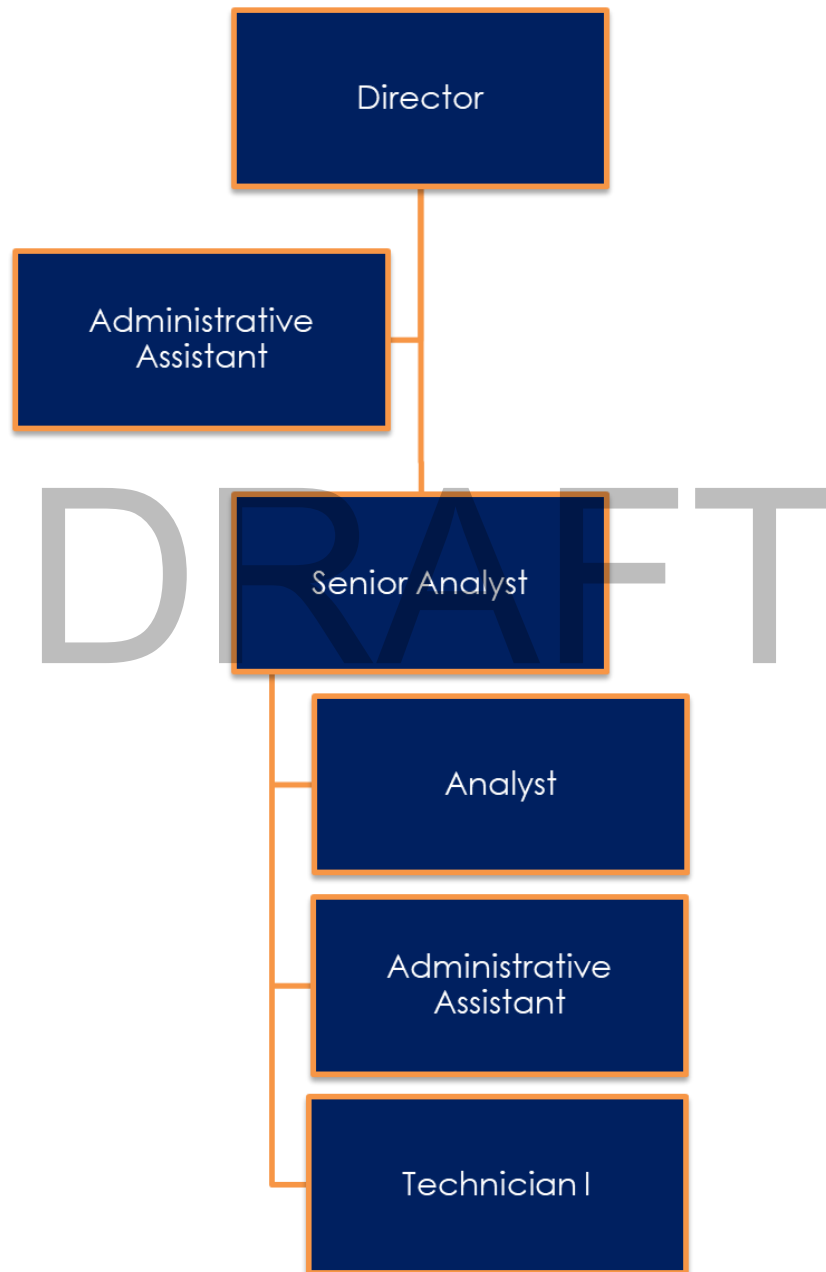 Director
Administrative
Assistant
DRAFT
Senior Analyst
Analyst
Administrative
Assistant
Technician I